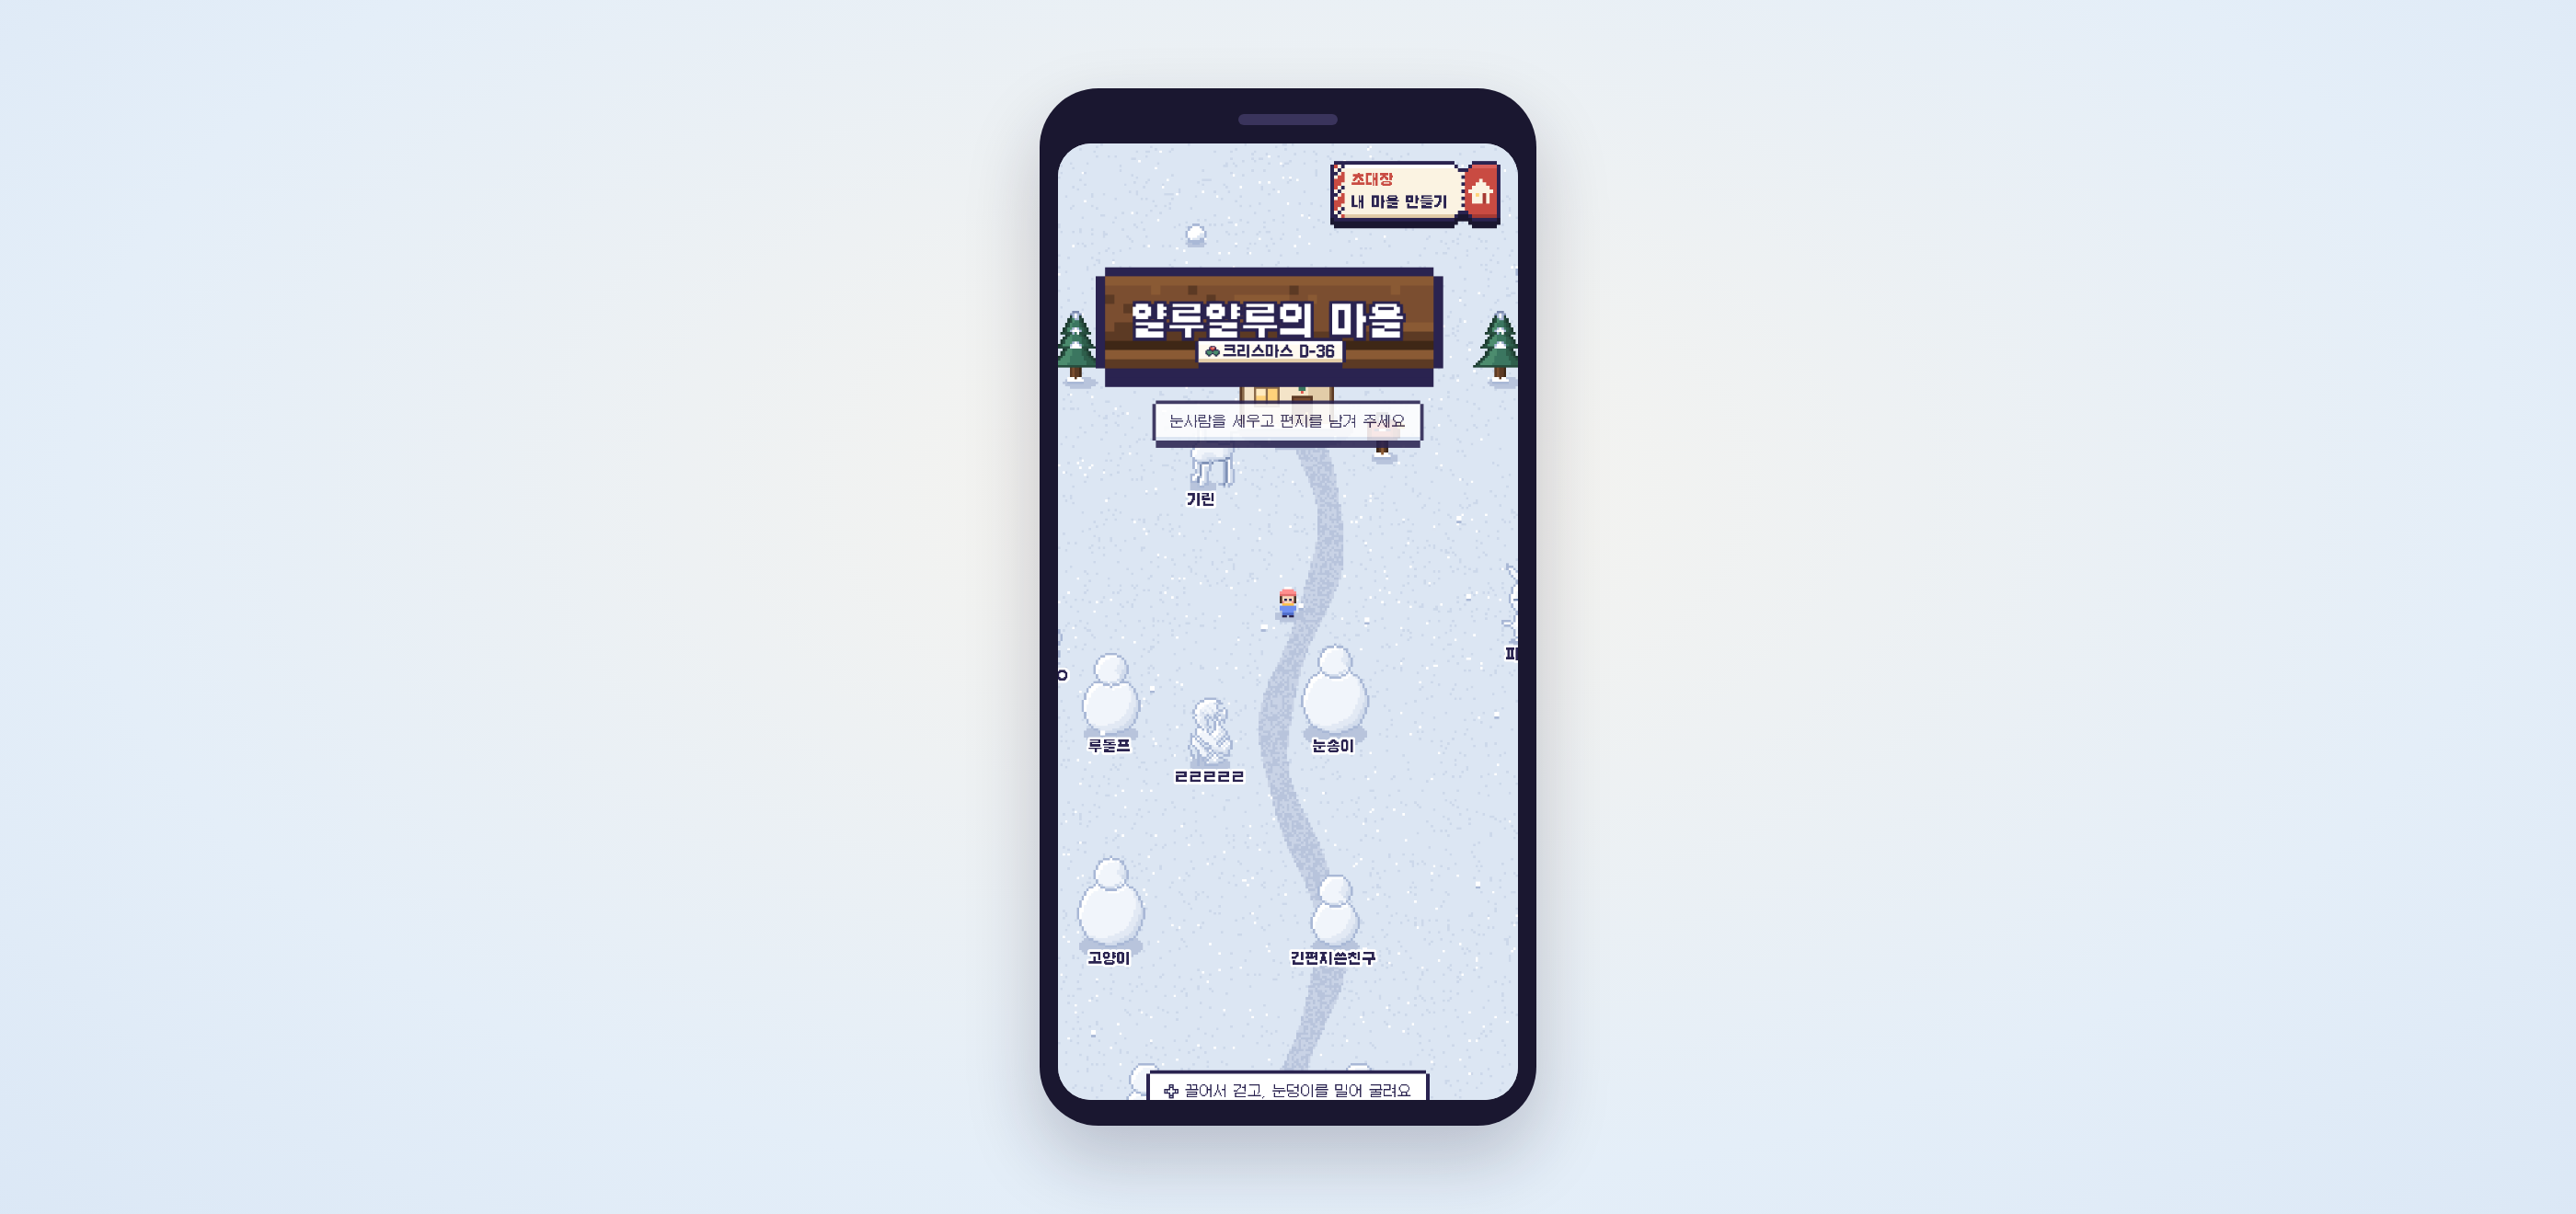 초대장
내 마을 만들기
얄루얄루의 마을
크리스마스 D-36
눈사람을 세우고 편지를 남겨 주세요
기린
루돌프
눈송이
ㄹㄹㄹㄹㄹ
고양이
긴편지쓴친구
끌어서 걷고, 눈덩이를 밀어 굴려요